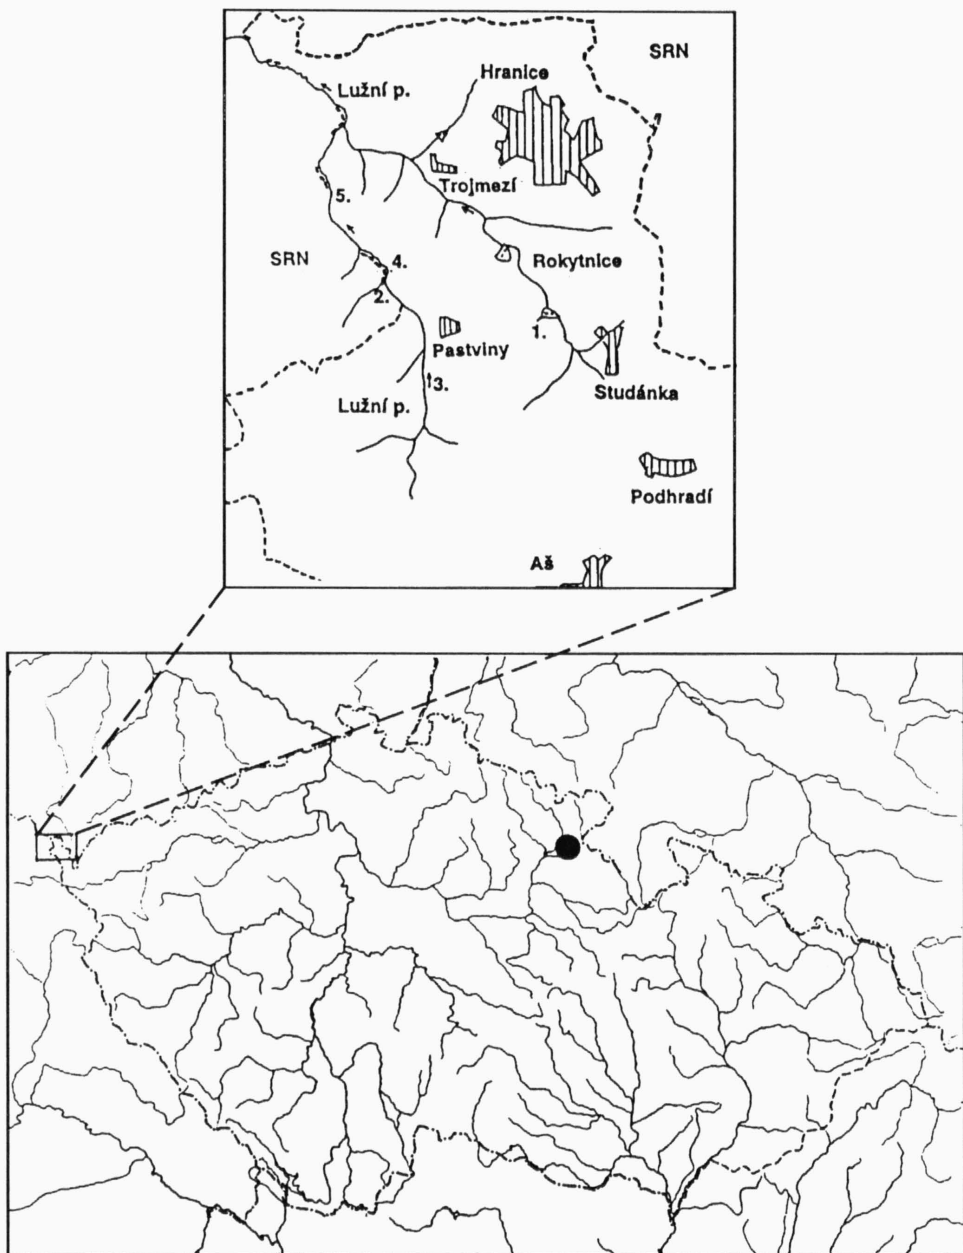 SRN
Hranice
Lužní p.
Trojmezí
5.
SRN
4.
Rokytnice
2.
1.
Pastviny
3.
Studánka
Lužní p.
Podhradí
Aš